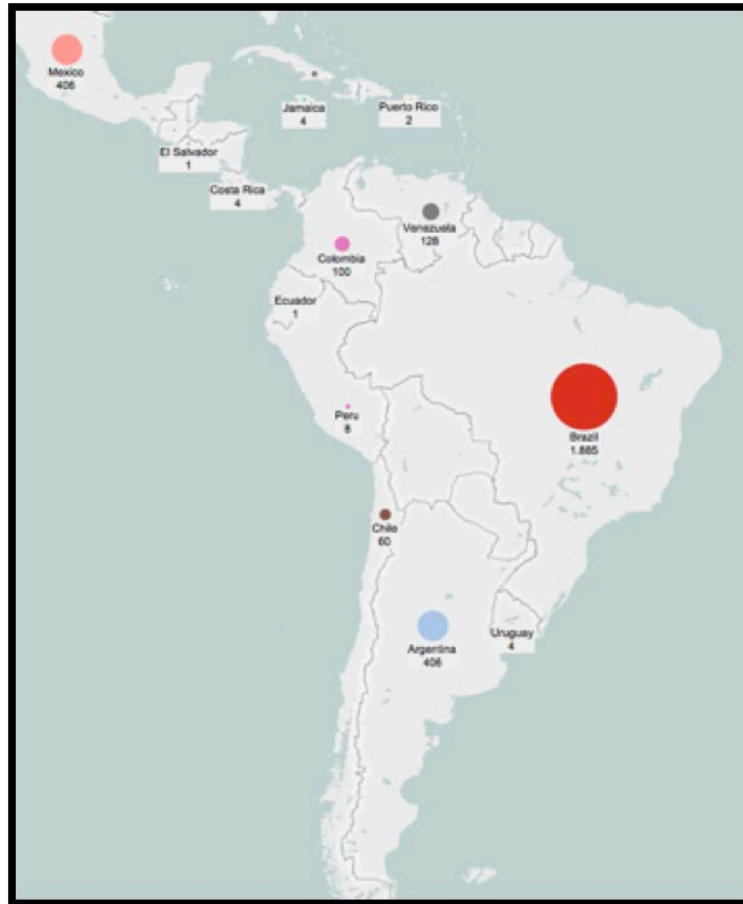 Mexico
406
Jamaica
4
Puerto Rico
2
El Salvador
1
Costa Rica
4
Venezuela
128
Colombia
100
Ecuador
1
Peru
8
Brazil
1.885
Chile
60
Argentina
406
Uruguay
4